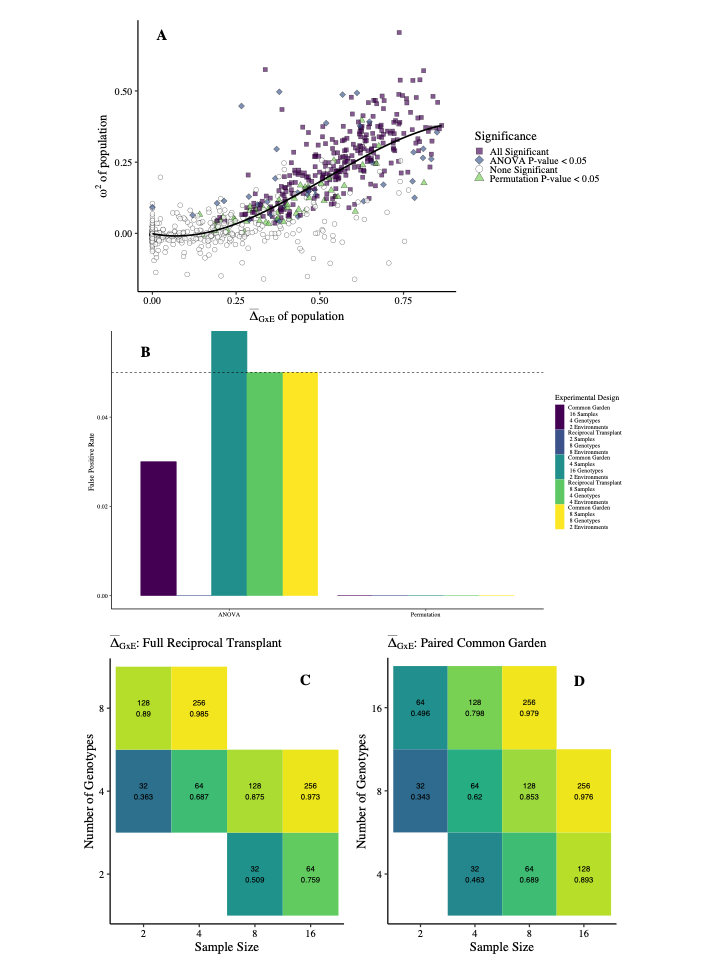 A
0.50
0.25
0.00
ω² of population
0.00 0.25 0.50 0.75
Δ̅GxE of population
Significance
All Significant
ANOVA P-value < 0.05
None Significant
Permutation P-value < 0.05
B
0.04
0.02
0.00
False Positive Rate
ANOVA Permutation
Experimental Design
Common Garden
16 Samples
4 Genotypes
2 Environments
Reciprocal Transplant
2 Samples
8 Genotypes
8 Environments
Common Garden
4 Samples
16 Genotypes
2 Environments
Reciprocal Transplant
8 Samples
4 Genotypes
4 Environments
Common Garden
8 Samples
8 Genotypes
2 Environments
Δ̅GxE: Full Reciprocal Transplant
C
Number of Genotypes
8
4
2
128 256
0.89 0.985
32 64 128 256
0.363 0.687 0.875 0.973
32 64
0.509 0.759
2 4 8 16
Sample Size
Δ̅GxE: Paired Common Garden
D
Number of Genotypes
16
8
4
64 128 256
0.496 0.798 0.979
32 64 128 256
0.343 0.62 0.853 0.976
32 64 128
0.463 0.689 0.893
2 4 8 16
Sample Size